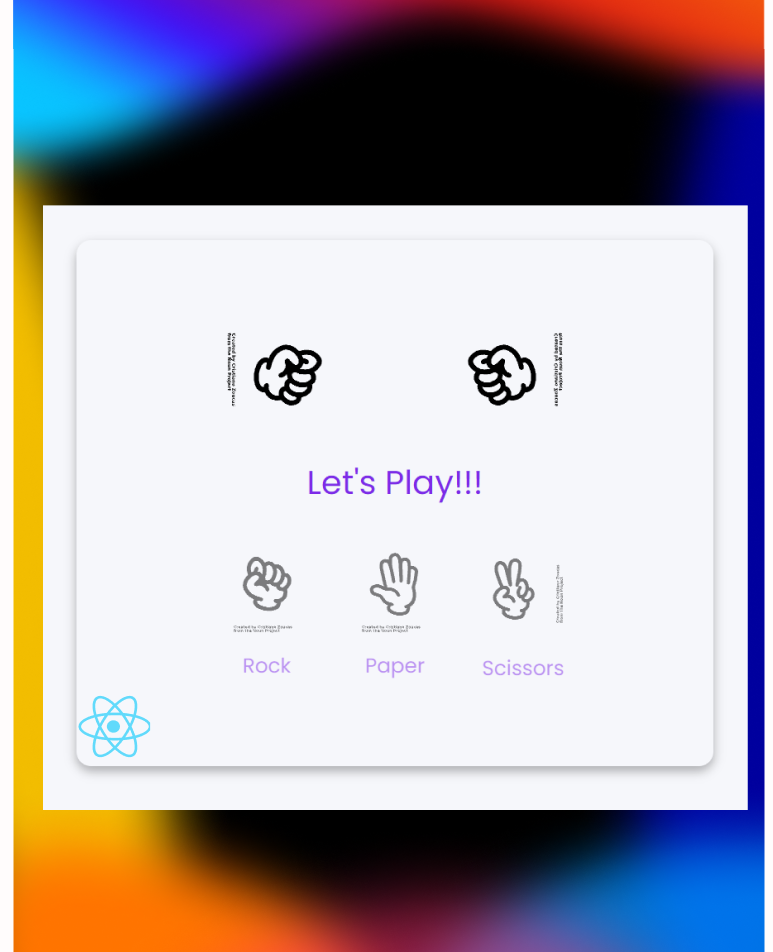 Created by Cristiano Zoucas
from the Noun Project
Created by Cristiano Zoucas
from the Noun Project
Let's Play!!!
Created by Cristiano Zoucas
from the Noun Project
Created by Cristiano Zoucas
from the Noun Project
Created by Cristiano Zoucas
from the Noun Project
Rock
Paper
Scissors